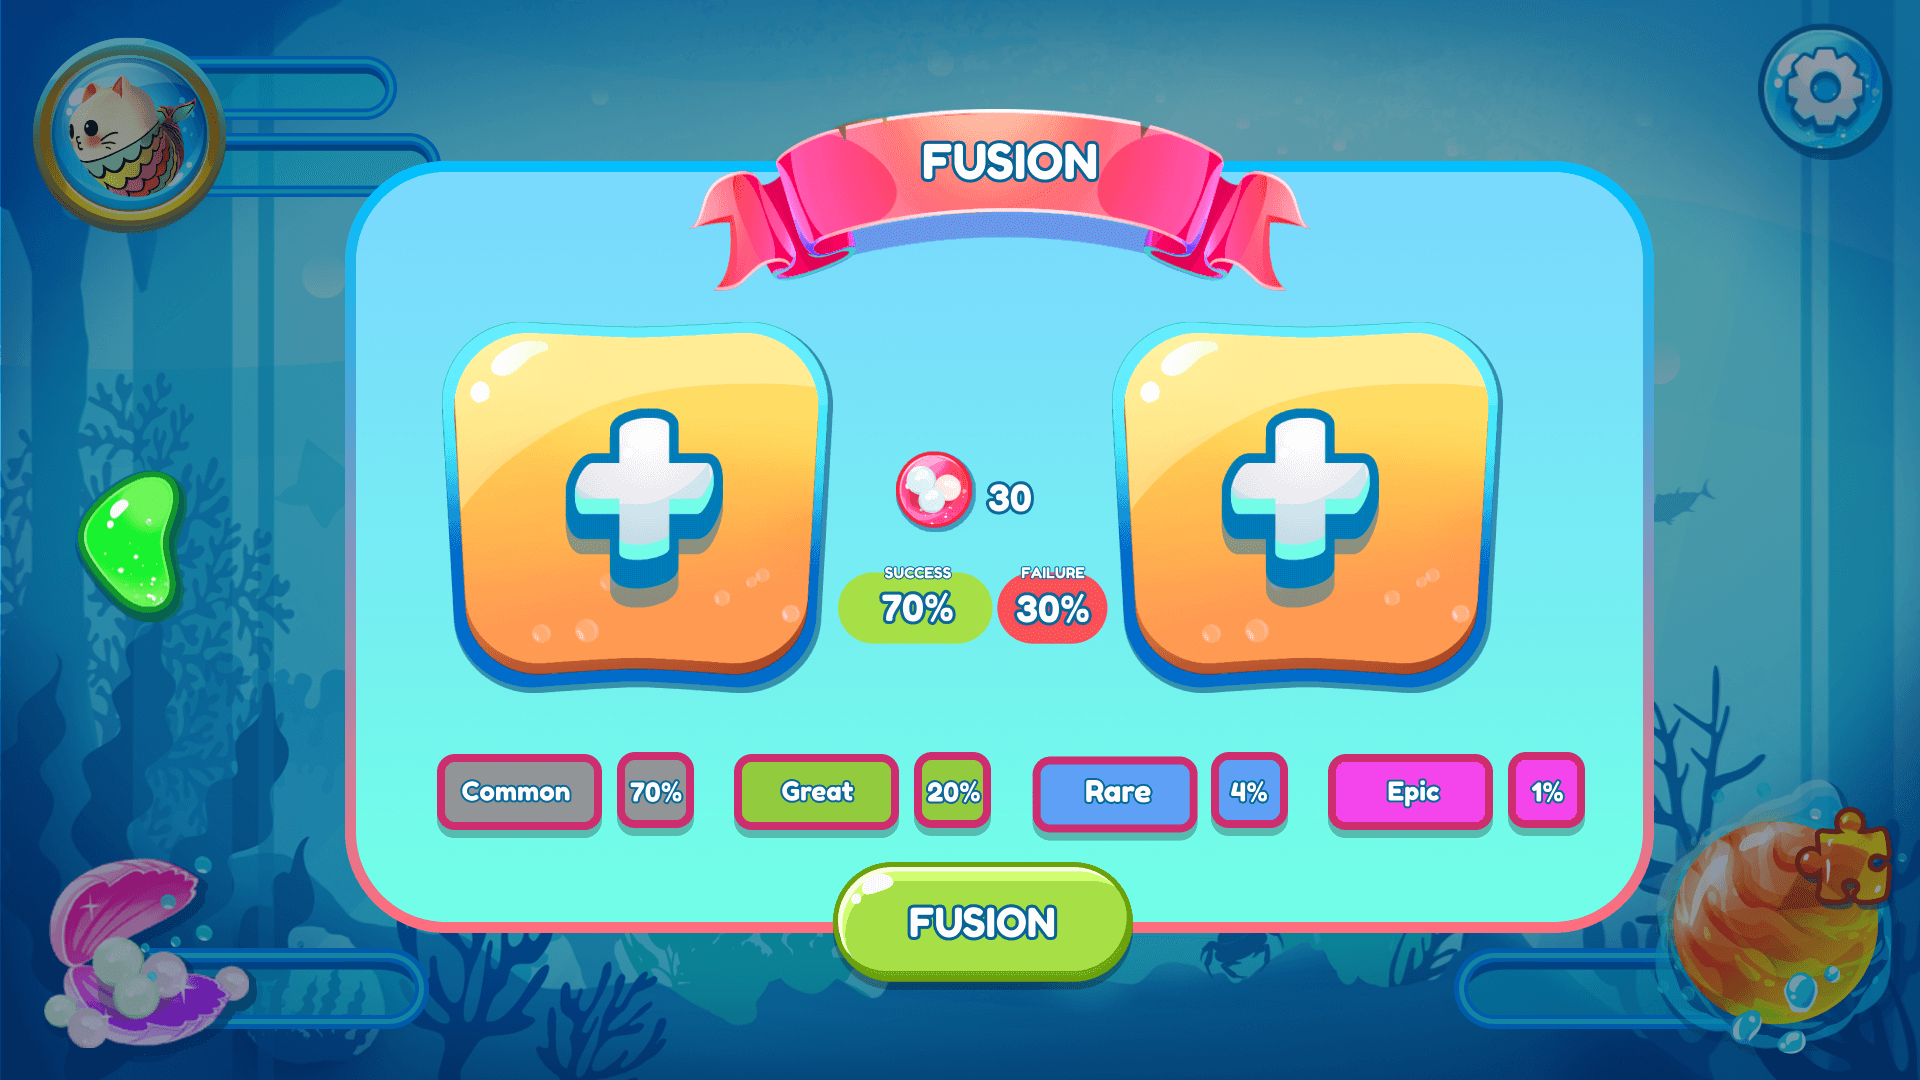 FUSION
30
SUCCESS
70%
FAILURE
30%
Common
70%
Great
20%
Rare
4%
Epic
1%
FUSION